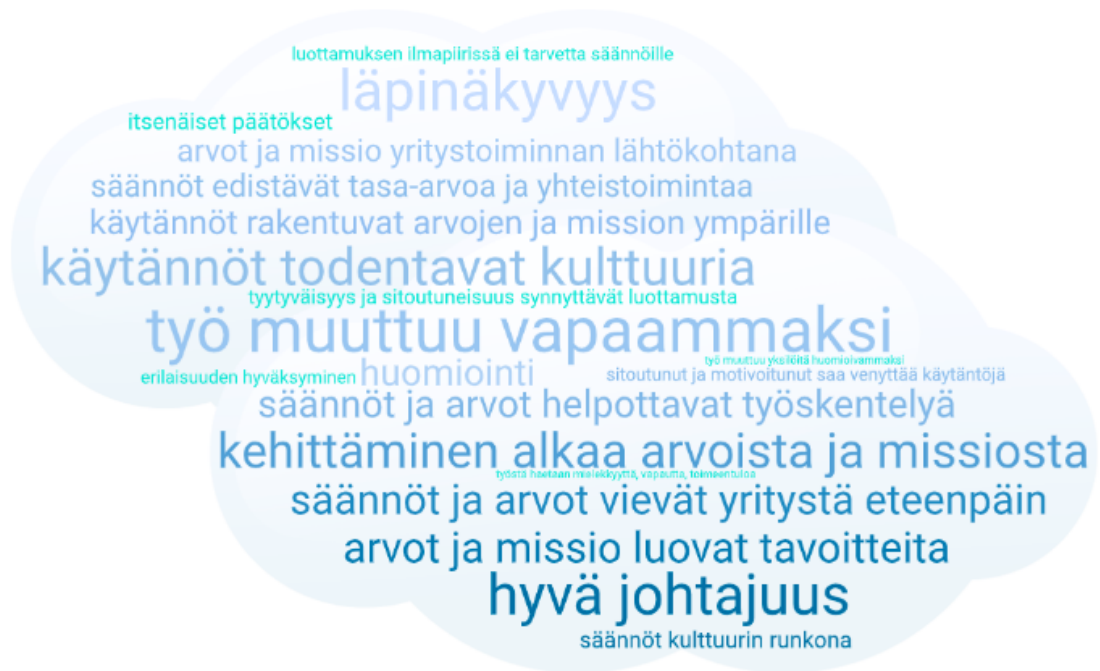 luottamuksen ilmapiirissä ei tarvetta säännöille
läpinäkyvyys
itsenäiset päätökset
arvot ja missio yritystoiminnan lähtökohtana
säännöt edistävät tasa-arvoa ja yhteistoimintaa
käytännöt rakentuvat arvojen ja mission ympärille
käytännöt todentavat kulttuuria
tyytyväisyys ja sitoutuneisuus synnyttävät luottamusta
työ muuttuu vapaammaksi
työ muuttuu yksilöitä huomioivammaksi
erilaisuuden hyväksyminen
huomiointi
sitoutunut ja motivoitunut saa venyttää käytäntöjä
säännöt ja arvot helpottavat työskentelyä
kehittäminen alkaa arvoista ja missiosta
työstä haetaan mielekkyyttä, vapautta, toimeentuloa
säännöt ja arvot vievät yritystä eteenpäin
arvot ja missio luovat tavoitteita
hyvä johtajuus
säännöt kulttuurin runkona